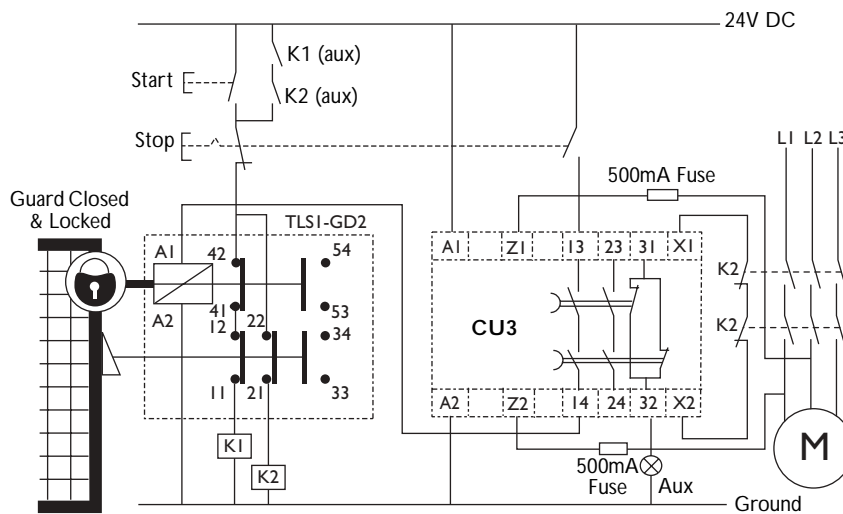 24V DC
K1 (aux)
Start
K2 (aux)
Stop
L1 L2 L3
500mA Fuse
Guard Closed
& Locked
TLS1-GD2
A1 42 54
A1 Z1 13 23 31 X1
K2
A2 41 53
12 22 34
CU3
K2
11 21 33
A2 Z2 14 24 32 X2
K1
M
K2
500mA
Fuse
Aux
Ground